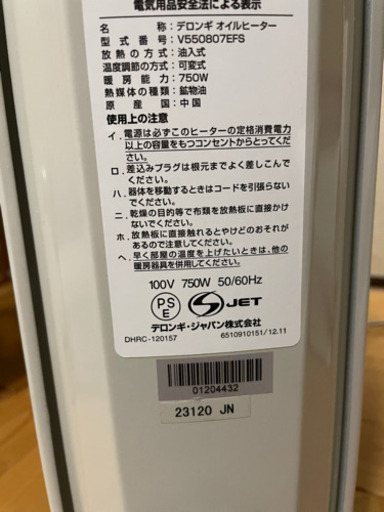 電気用品安全法による表示
名称：デロンギ オイルヒーター
型式番号：V550807EFS
放熱の方式：油入式
温度調節の方式：可変式
暖房能力：750W
熱媒体の種類：鉱物油
原産国：中国
使用上の注意
イ．電源は必ずこのヒーターの定格消費電力
以上の容量をもつコンセントからとってくだ
さい。
ロ．差込みプラグは根元までよく差しこんで
ください。
ハ．器体を移動するときはコードを引張らない
でください。
ニ．乾燥の目的等で布類を放熱板に直接かけ
ないでください。
ホ．放熱板に直接触れるとやけどのおそれが
あるので注意してください。
ヘ．早く部屋の温度を上げたいときは、他の
暖房器具を併用してください。
100V 750W 50/60Hz
PS
E
JET
デロンギ・ジャパン株式会社
DHRC-120157
6510910151/12.11
01204432
23120 JN